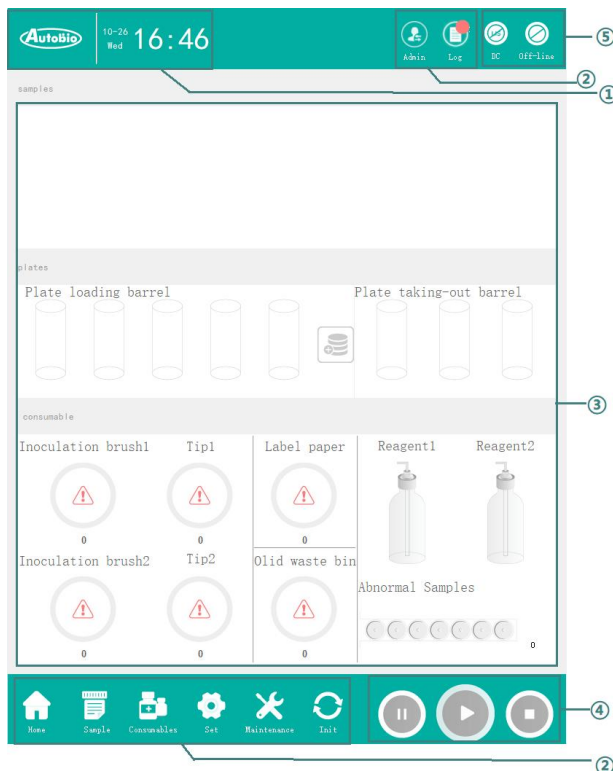 AutoBio
10-26
Wed
16:46
Admin
Log
DC
Off-line
⑤
②
①
samples
plates
Plate loading barrel
Plate taking-out barrel
③
consumable
Inoculation brush1
Tip1
Label paper
Reagent1
Reagent2
0
0
0
Inoculation brush2
Tip2
Olid waste bin
Abnormal Samples
0
0
0
0
Home
Sample
Consumables
Set
Maintenance
Init
④
②